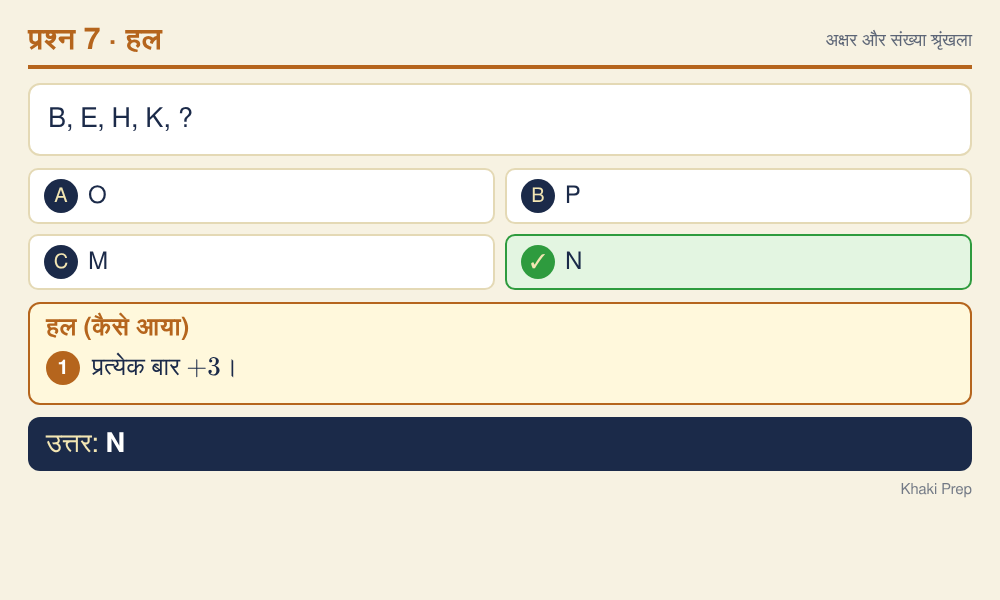 प्रश्न 7 · हल
अक्षर और संख्या श्रृंखला
B, E, H, K, ?
A O
B P
C M
✓ N
हल (कैसे आया)
1 प्रत्येक बार +3।
उत्तर: N
Khaki Prep